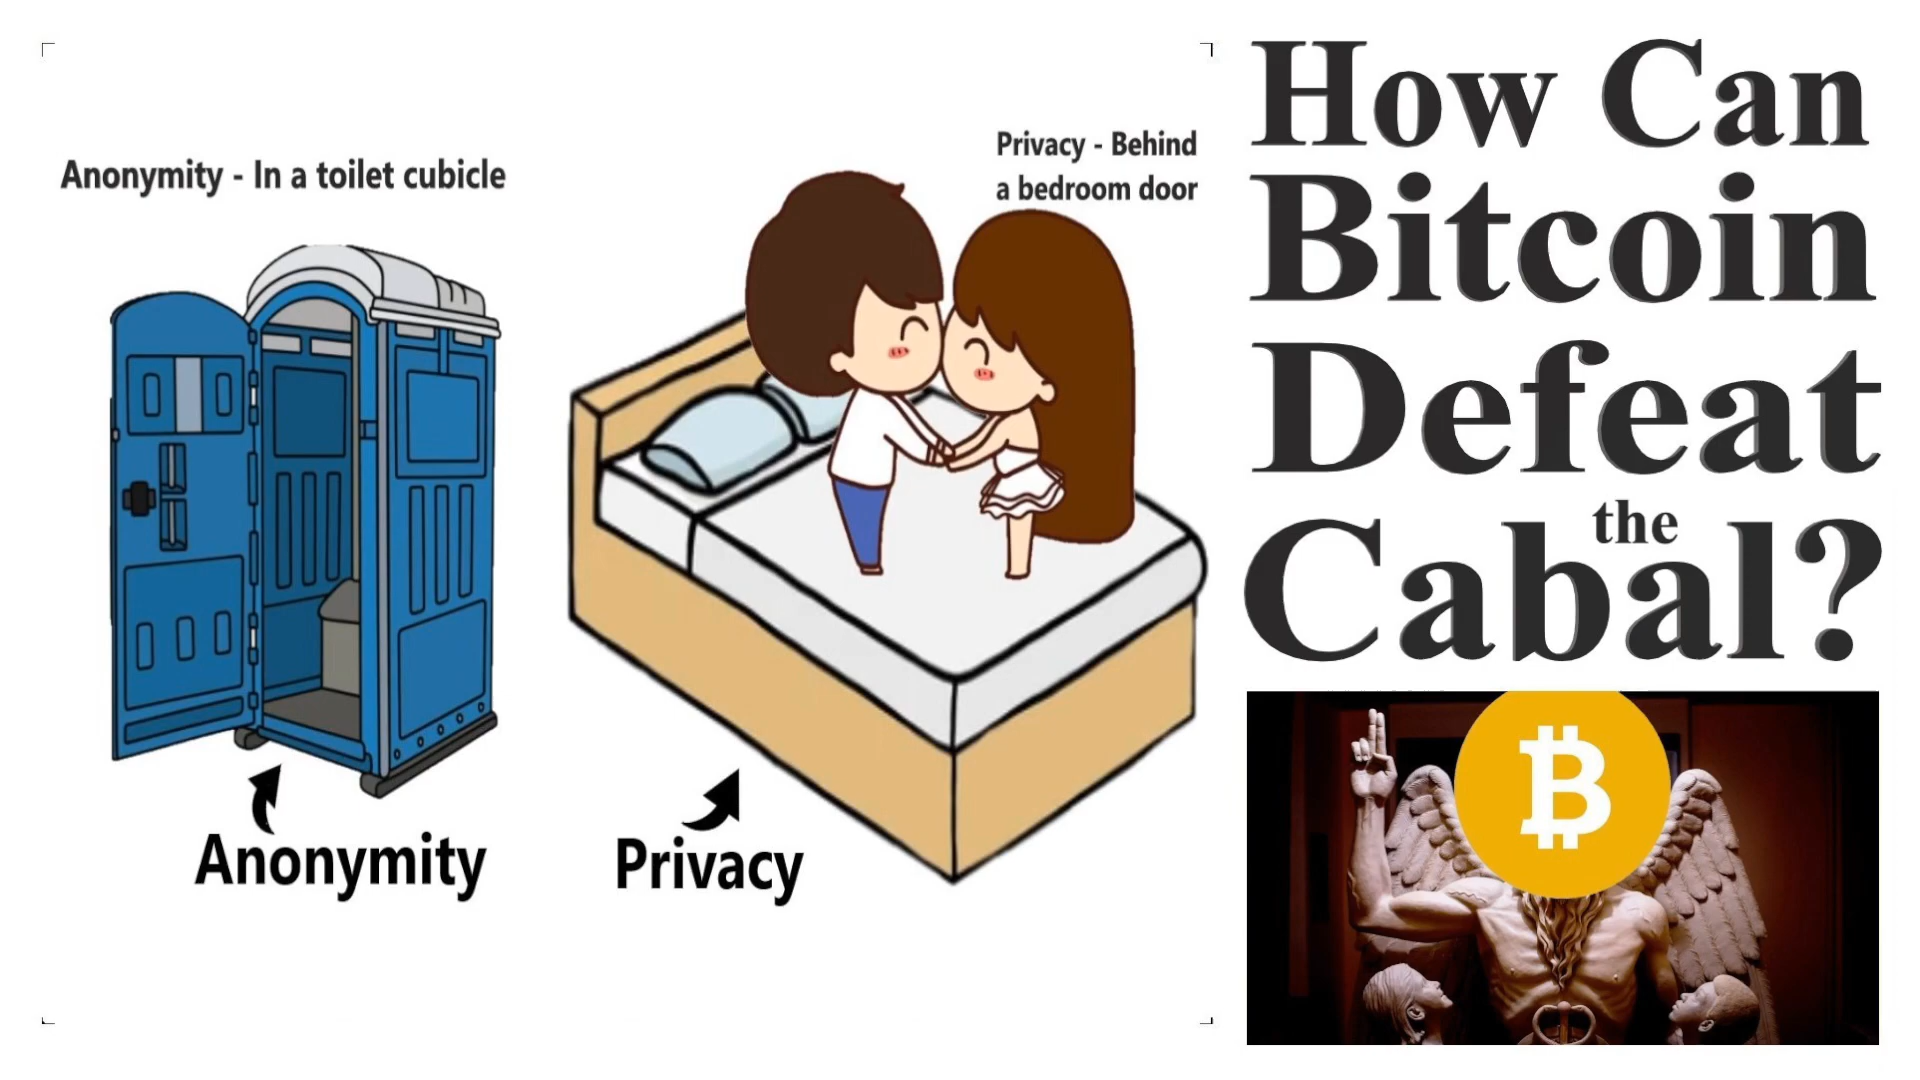 Anonymity - In a toilet cubicle
Privacy - Behind
a bedroom door
Anonymity
Privacy
How Can
Bitcoin
Defeat
the
Cabal?